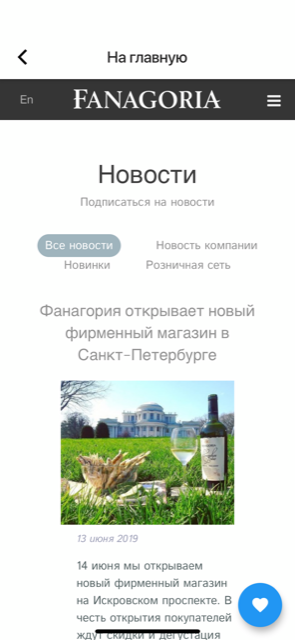 На главную
En
FANAGORIA
Новости
Подписаться на новости
Все новости
Новость компании
Новинки
Розничная сеть
Фанагория открывает новый
фирменный магазин в
Санкт-Петербурге
13 июня 2019
14 июня мы открываем
новый фирменный магазин
на Искровском проспекте. В
честь открытия покупателей
ждут скидки и дегустация